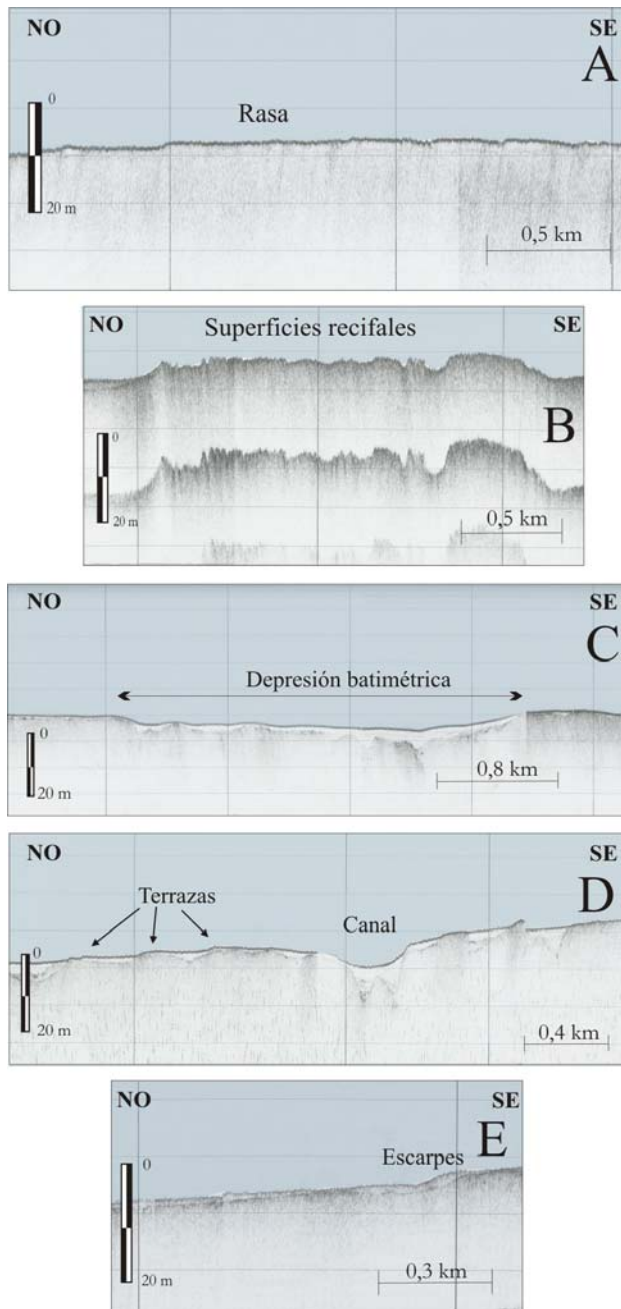 NO SE
A
0
Rasa
20 m
0,5 km
NO SE
Superficies recifales
B
0
20 m
0,5 km
NO SE
C
Depresión batimétrica
0
20 m
0,8 km
NO SE
D
Terrazas
Canal
0
20 m
0,4 km
NO SE
E
Escarpes
0
20 m
0,3 km